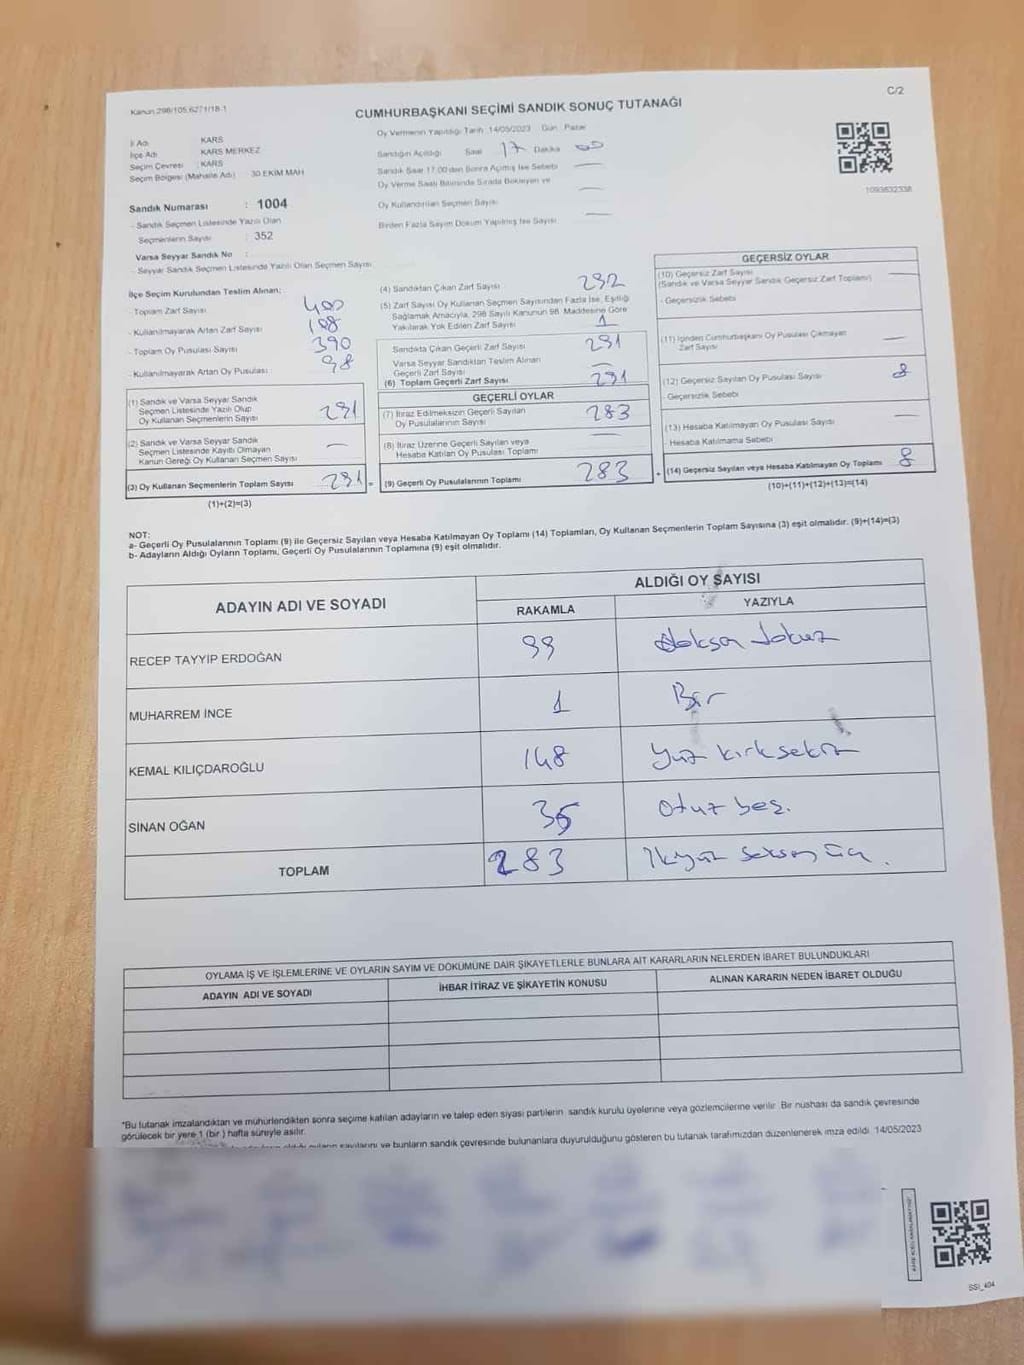 Kanun 298/105 6271/18-1
CUMHURBAŞKANI SEÇİMİ SANDIK SONUÇ TUTANAĞI
C/2
İl Adı KARS
İlçe Adı KARS MERKEZ
Seçim Çevresi : KARS
Seçim Bölgesi (Mahalle Adı) 30 EKİM MAH
Sandık Numarası : 1004
- Sandık Seçmen Listesinde Yazılı Olan
Seçmenlerin Sayısı : 352
Varsa Seyyar Sandık No :
- Seyyar Sandık Seçmen Listesinde Yazılı Olan Seçmen Sayısı
Oy Vermenin Yapıldığı Tarih 14/05/2023 Gün Pazar
Sandığın Açıldığı Saat 17 Dakika 00
Sandık Saat 17.00'den Sonra Açılmış İse Sebebi
Oy Verme Saati Bitiminde Sırada Bekleyen ve
Oy Kullandırılan Seçmen Sayısı
Birden Fazla Sayım Döküm Yapılmış İse Sayısı
1093632338
İlçe Seçim Kurulundan Teslim Alınan:
- Toplam Zarf Sayısı 400
- Kullanılmayarak Artan Zarf Sayısı 108
- Toplam Oy Pusulası Sayısı 390
- Kullanılmayarak Artan Oy Pusulası 98
(1) Sandık ve Varsa Seyyar Sandık
Seçmen Listesinde Yazılı Olup
Oy Kullanan Seçmenlerin Sayısı 291
(2) Sandık ve Varsa Seyyar Sandık
Seçmen Listesinde Kayıtlı Olmayan
Kanun Gereği Oy Kullanan Seçmen Sayısı
(3) Oy Kullanan Seçmenlerin Toplam Sayısı 291 =
(1)+(2)=(3)
(4) Sandıktan Çıkan Zarf Sayısı 292
(5) Zarf Sayısı Oy Kullanan Seçmen Sayısından Fazla İse, Eşitliği
Sağlamak Amacıyla, 298 Sayılı Kanunun 98. Maddesine Göre
Yakılarak Yok Edilen Zarf Sayısı 1
Sandıkta Çıkan Geçerli Zarf Sayısı 291
Varsa Seyyar Sandıktan Teslim Alınan
Geçerli Zarf Sayısı
(6) Toplam Geçerli Zarf Sayısı 291
GEÇERLİ OYLAR
(7) İtiraz Edilmeksizin Geçerli Sayılan
Oy Pusulalarının Sayısı 283
(8) İtiraz Üzerine Geçerli Sayılan veya
Hesaba Katılan Oy Pusulası Toplamı
(9) Geçerli Oy Pusulalarının Toplamı 283 +
GEÇERSİZ OYLAR
(10) Geçersiz Zarf Sayısı
(Sandık ve Varsa Seyyar Sandık Geçersiz Zarf Toplamı)
- Geçersizlik Sebebi
(11) İçinden Cumhurbaşkanı Oy Pusulası Çıkmayan
Zarf Sayısı
(12) Geçersiz Sayılan Oy Pusulası Sayısı 8
- Geçersizlik Sebebi
(13) Hesaba Katılmayan Oy Pusulası Sayısı
- Hesaba Katılmama Sebebi
(14) Geçersiz Sayılan veya Hesaba Katılmayan Oy Toplamı 8
(10)+(11)+(12)+(13)=(14)
NOT:
a- Geçerli Oy Pusulalarının Toplamı (9) ile Geçersiz Sayılan veya Hesaba Katılmayan Oy Toplamı (14) Toplamları, Oy Kullanan Seçmenlerin Toplam Sayısına (3) eşit olmalıdır. (9)+(14)=(3)
b- Adayların Aldığı Oyların Toplamı, Geçerli Oy Pusulalarının Toplamına (9) eşit olmalıdır.
ADAYIN ADI VE SOYADI
ALDIĞI OY SAYISI
RAKAMLA YAZIYLA
RECEP TAYYİP ERDOĞAN 99 doksan dokuz
MUHARREM İNCE 1 Bir
KEMAL KILIÇDAROĞLU 148 Yüz kırk sekiz
SİNAN OĞAN 35 otuz beş.
TOPLAM 283 İkiyüz seksen üç.
OYLAMA İŞ VE İŞLEMLERİNE VE OYLARIN SAYIM VE DÖKÜMÜNE DAİR ŞİKAYETLERLE BUNLARA AİT KARARLARIN NELERDEN İBARET BULUNDUKLARI
ADAYIN ADI VE SOYADI İHBAR İTİRAZ VE ŞİKAYETİN KONUSU ALINAN KARARIN NEDEN İBARET OLDUĞU
*Bu tutanak imzalandıktan ve mühürlendikten sonra seçime katılan adayların ve talep eden siyasi partilerin sandık kurulu üyelerine veya gözlemcilerine verilir. Bir nüshası da sandık çevresinde
görülecek bir yere 1 (bir) hafta süreyle asılır.
aldığı oyların sayılarını ve bunların sandık çevresinde bulunanlara duyurulduğunu gösteren bu tutanak tarafımızdan düzenlenerek imza edildi. 14/05/2023
SSI_404